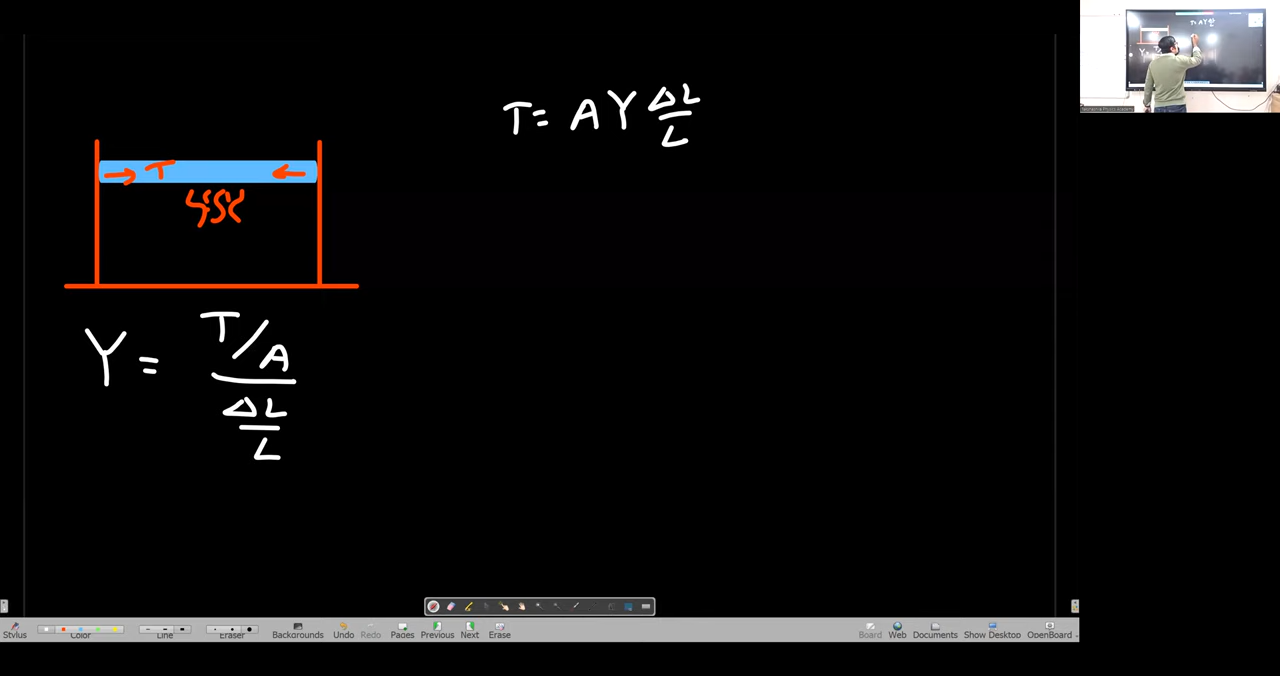 T = A Y ΔL/L
T
Y = T/A
ΔL
L
Stylus Color Line Eraser Backgrounds Undo Redo Pages Previous Next Erase Board Web Documents Show Desktop OpenBoard